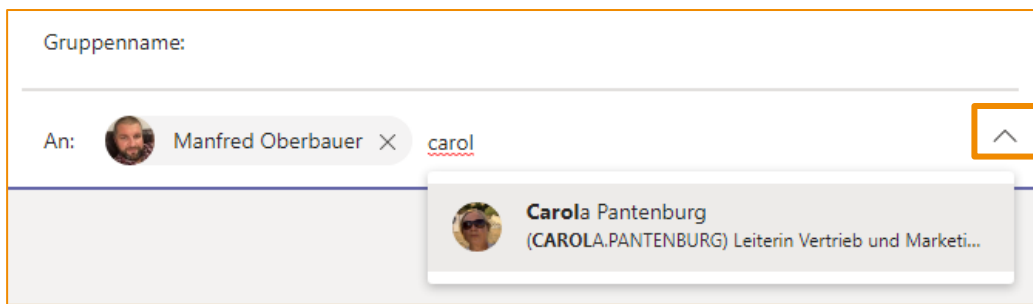 Gruppenname:
An: Manfred Oberbauer carol
Carola Pantenburg
(CAROLA.PANTENBURG) Leiterin Vertrieb und Marketi...